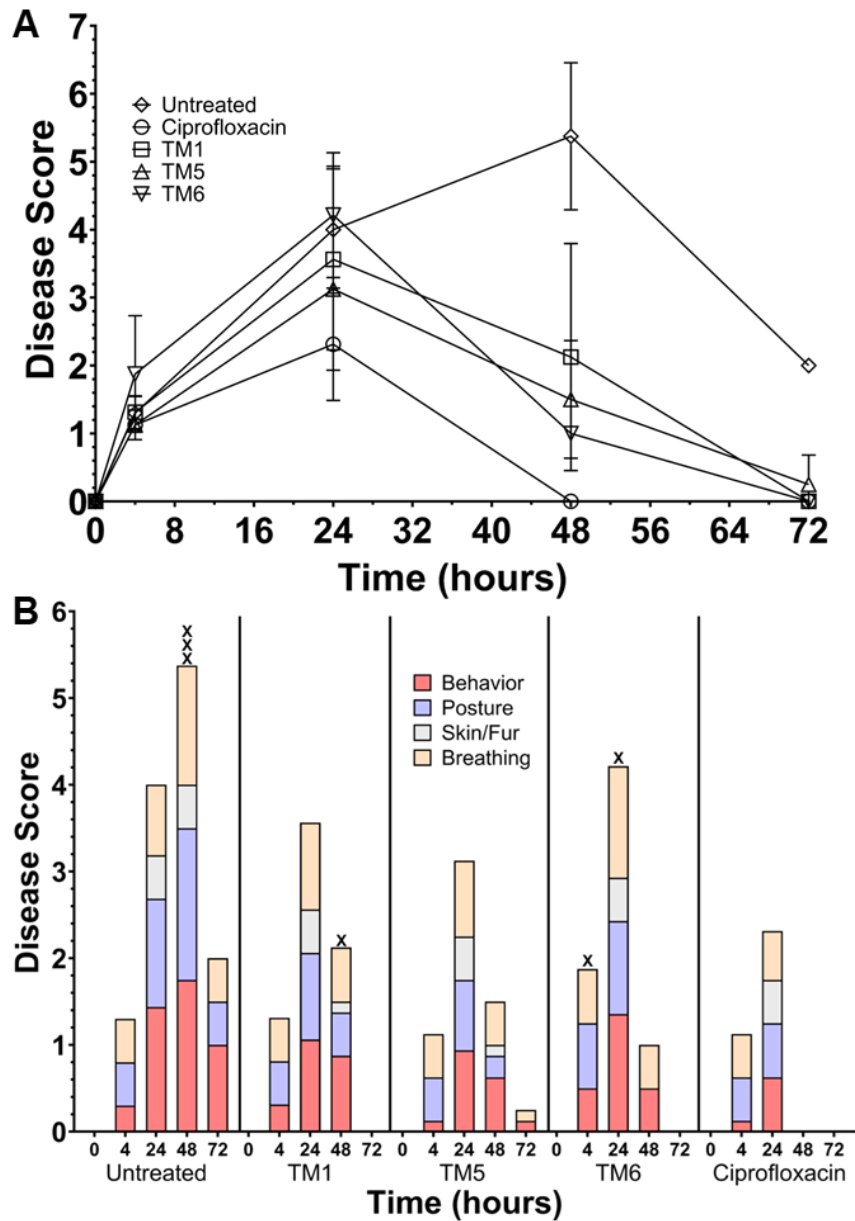 A
7
6
5
4
3
2
1
0
Disease Score
Untreated
Ciprofloxacin
TM1
TM5
TM6
0 8 16 24 32 40 48 56 64 72
Time (hours)
B
6
5
4
3
2
1
0
Disease Score
X
X
X
X
X
X
Behavior
Posture
Skin/Fur
Breathing
0 4 24 48 72 0 4 24 48 72 0 4 24 48 72 0 4 24 48 72 0 4 24 48 72
Untreated TM1 TM5 TM6 Ciprofloxacin
Time (hours)